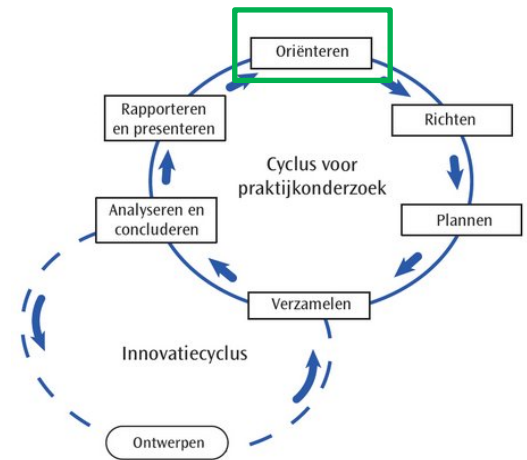 Oriënteren
Rapporteren
en presenteren
Richten
Cyclus voor
praktijkonderzoek
Analyseren en
concluderen
Plannen
Verzamelen
Innovatiecyclus
Ontwerpen